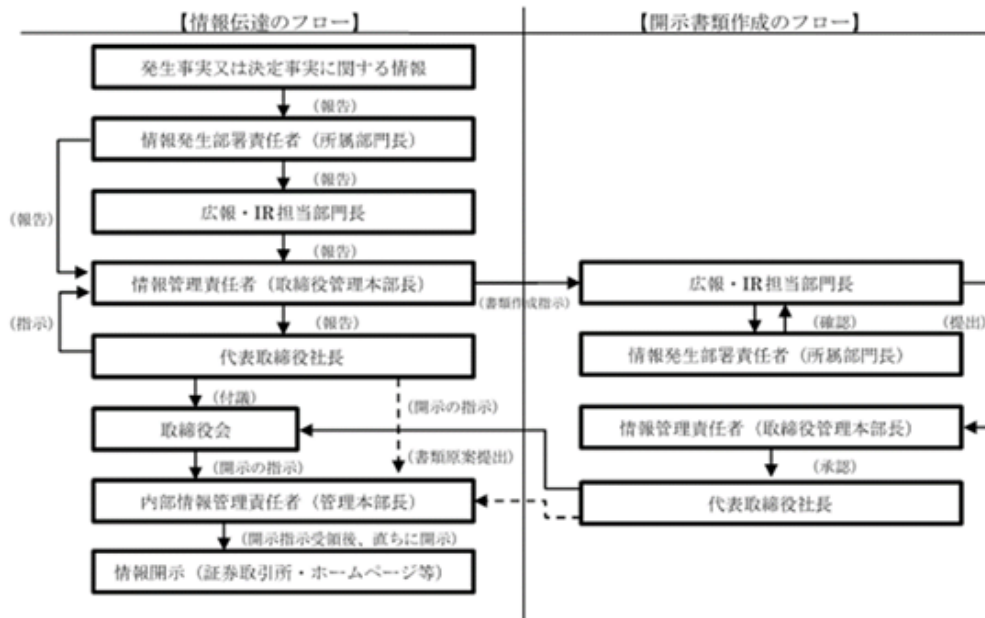 【情報伝達のフロー】
発生事実又は決定事実に関する情報
(報告)
情報発生部署責任者（所属部門長）
(報告)
(報告)
広報・IR担当部門長
(報告)
情報管理責任者（取締役管理本部長）
(指示)
(報告)
代表取締役社長
(付議)
(開示の指示)
取締役会
(開示の指示)
(書類原案提出)
内部情報管理責任者（管理本部長）
(開示指示受領後、直ちに開示)
情報開示（証券取引所・ホームページ等）
【開示書類作成のフロー】
(書類作成指示)
広報・IR担当部門長
(確認)
(提出)
情報発生部署責任者（所属部門長）
情報管理責任者（取締役管理本部長）
(承認)
代表取締役社長